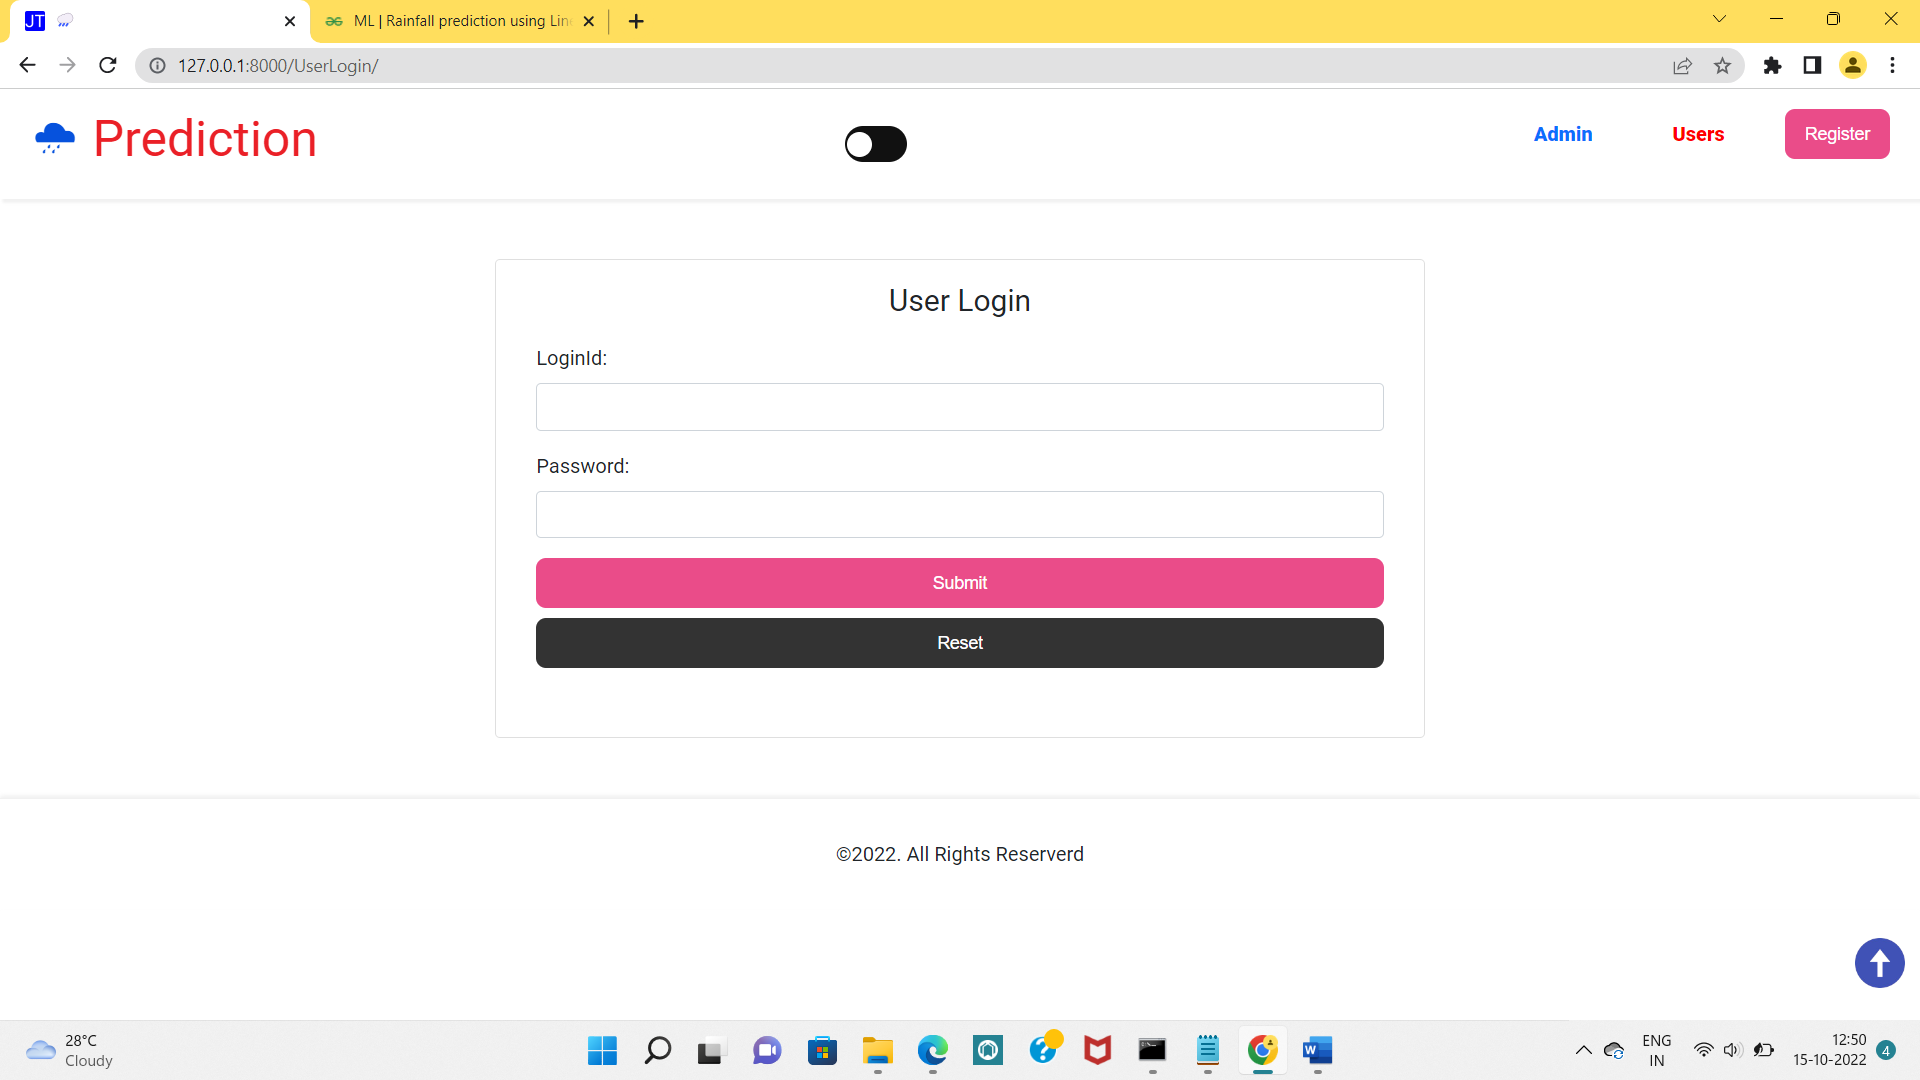 JT
ML | Rainfall prediction using Lin
127.0.0.1:8000/UserLogin/
Prediction
Admin
Users
Register
User Login
LoginId:
Password:
Submit
Reset
©2022. All Rights Reserverd
28°C
Cloudy
W
ENG
IN
12:50
15-10-2022
4